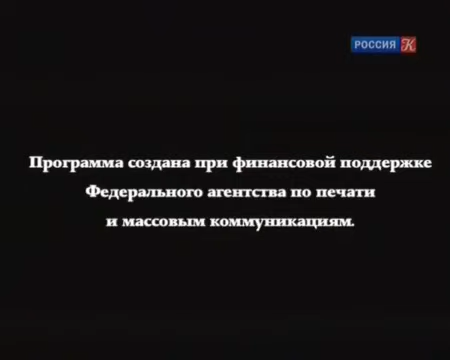 РОССИЯ К
Программа создана при финансовой поддержке
Федерального агентства по печати
и массовым коммуникациям.